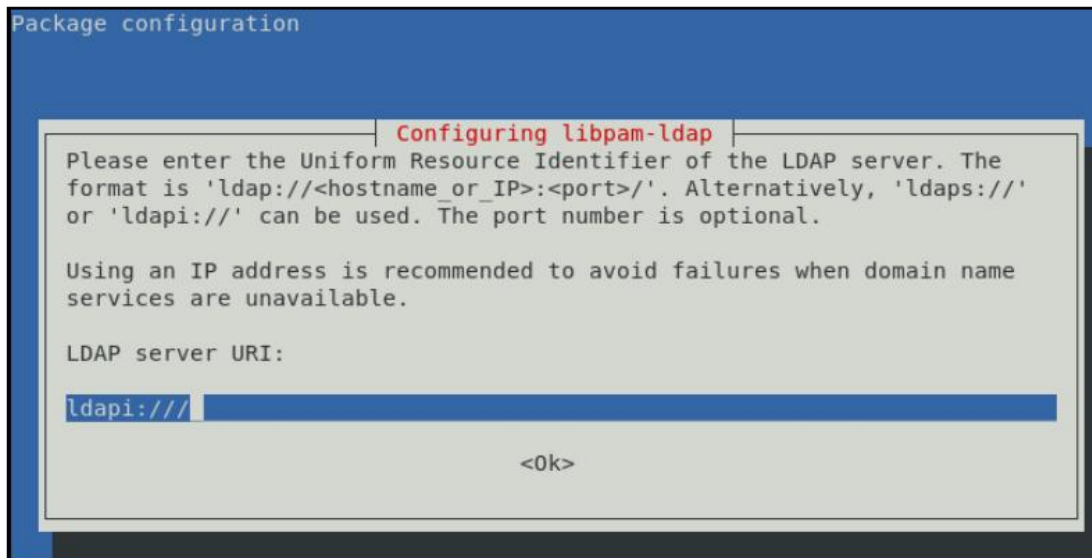 Package configuration
Configuring libpam-ldap
Please enter the Uniform Resource Identifier of the LDAP server. The
format is 'ldap://<hostname_or_IP>:<port>/'. Alternatively, 'ldaps://'
or 'ldapi://' can be used. The port number is optional.
Using an IP address is recommended to avoid failures when domain name
services are unavailable.
LDAP server URI:
ldapi:///
<Ok>